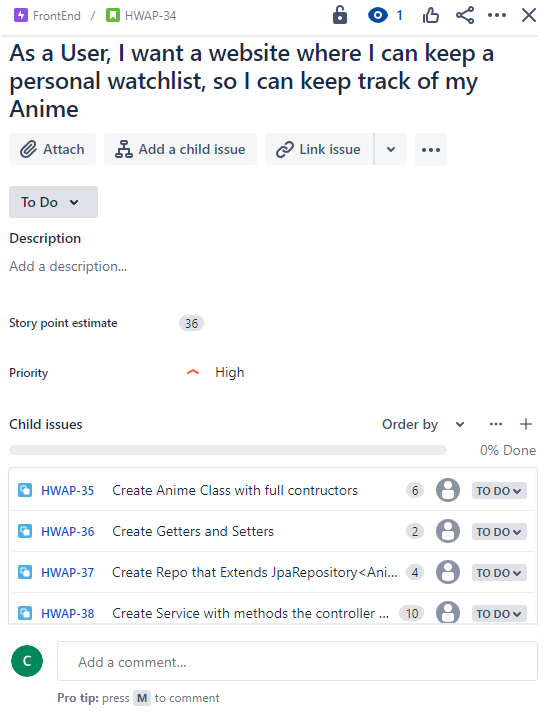 FrontEnd / HWAP-34 1
As a User, I want a website where I can keep a
personal watchlist, so I can keep track of my
Anime
Attach Add a child issue Link issue
To Do
Description
Add a description...
Story point estimate 36
Priority High
Child issues Order by
0% Done
HWAP-35 Create Anime Class with full contructors 6 TO DO
HWAP-36 Create Getters and Setters 2 TO DO
HWAP-37 Create Repo that Extends JpaRepository<Ani... 4 TO DO
HWAP-38 Create Service with methods the controller ... 10 TO DO
C Add a comment...
Pro tip: press M to comment